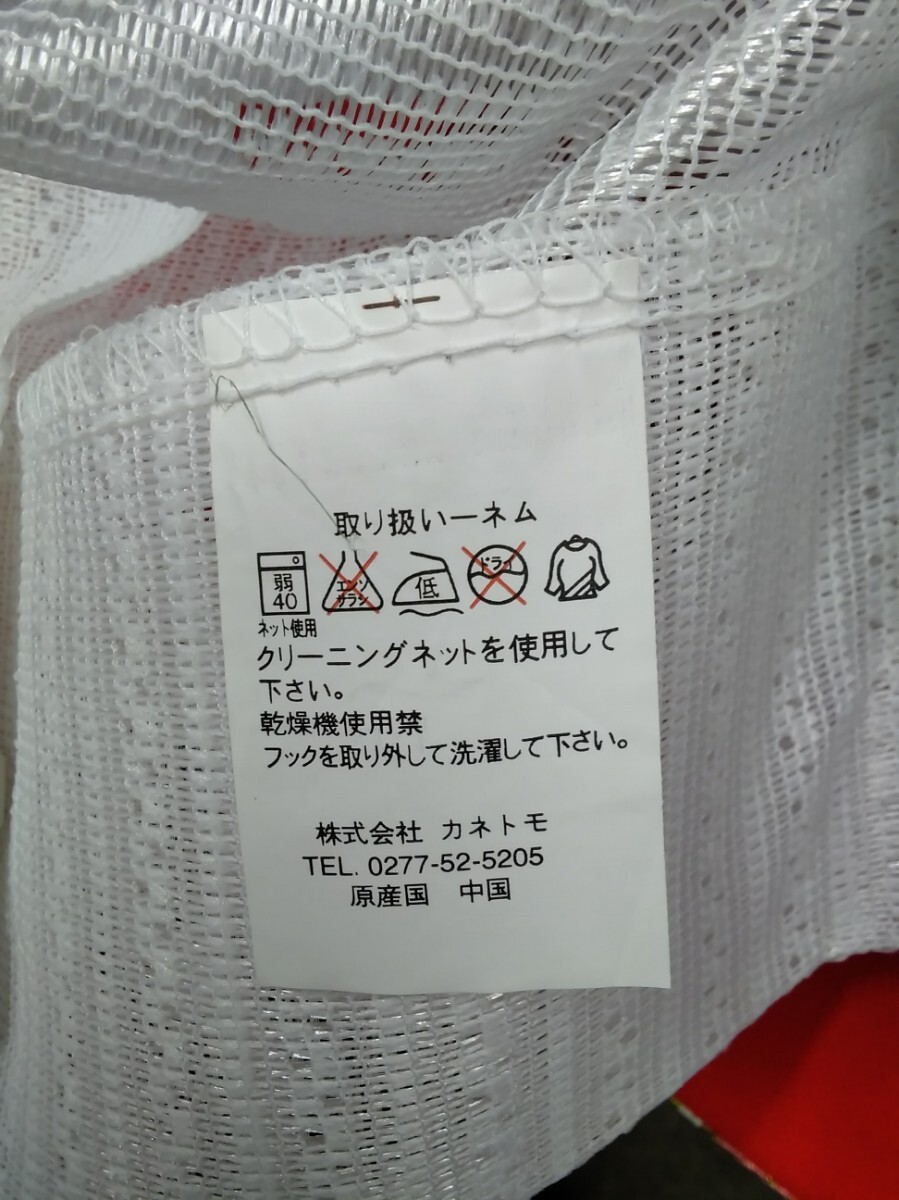 取り扱いーネム
弱
40
エンソ
サラシ
低
ドライ
ネット使用
クリーニングネットを使用して
下さい。
乾燥機使用禁
フックを取り外して洗濯して下さい。
株式会社 カネトモ
TEL. 0277-52-5205
原産国 中国